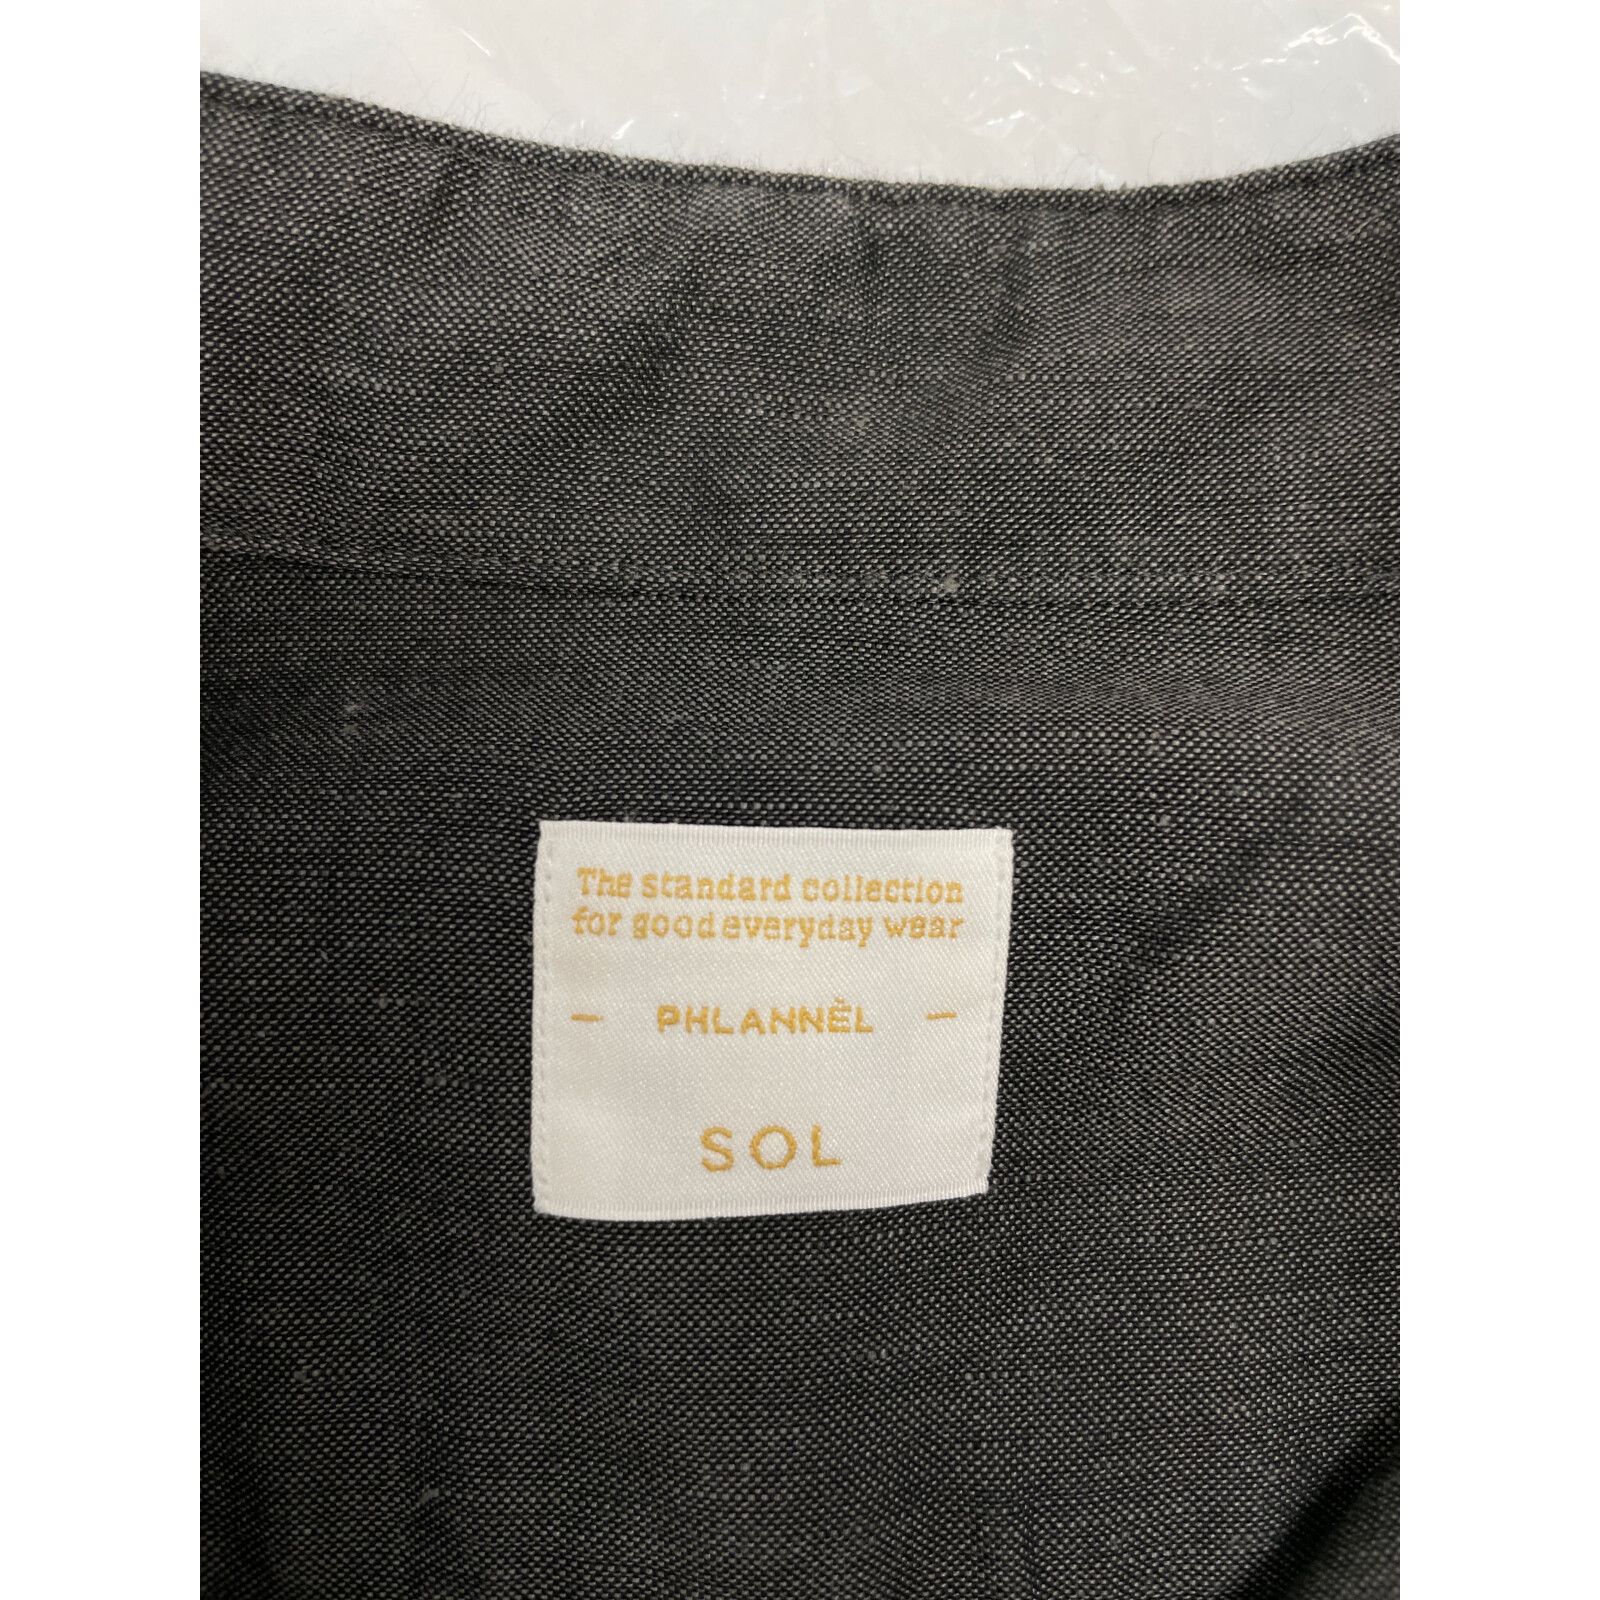 The standard collection
for good everyday wear
— PHLANNÈL —
SOL